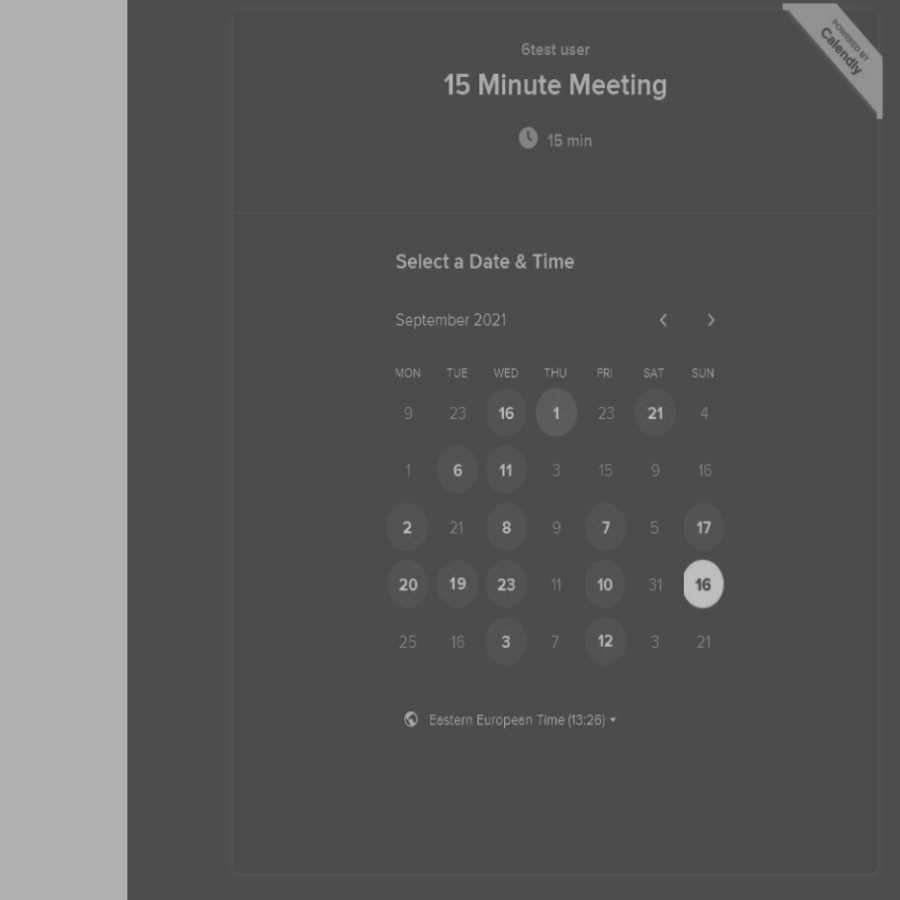 POWERED BY
Calendly
6test user
15 Minute Meeting
15 min
Select a Date & Time
September 2021
MON TUE WED THU FRI SAT SUN
9 23 16 1 23 21 4
1 6 11 3 15 9 16
2 21 8 9 7 5 17
20 19 23 11 10 31 16
25 16 3 7 12 3 21
Eastern European Time (13:26)